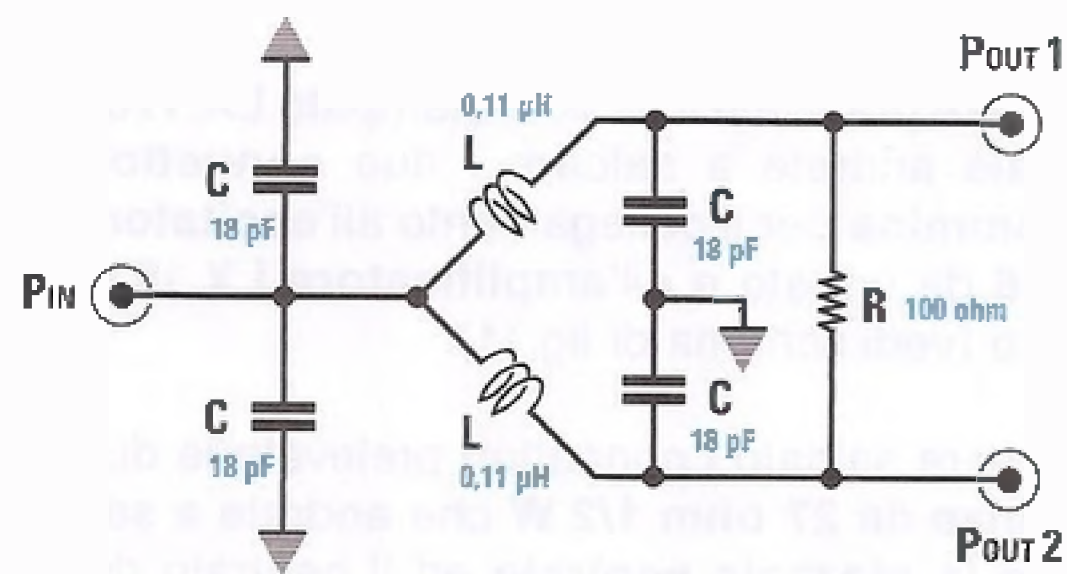 POUT 1
0,11 µH
L
C
18 pF
C
18 pF
PIN
R 100 ohm
C
18 pF
C
18 pF
L
0,11 µH
POUT 2